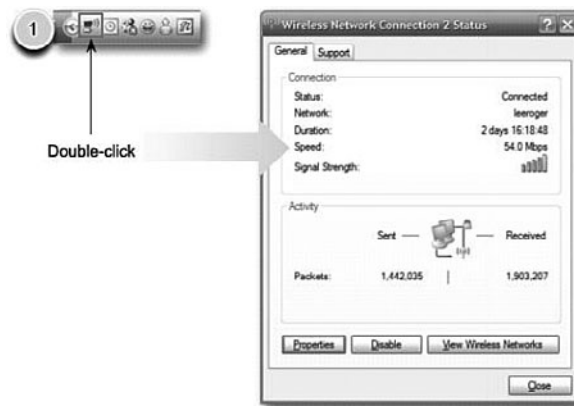 1
Double-click
Wireless Network Connection 2 Status
General Support
Connection
Status: Connected
Network: leeroger
Duration: 2 days 16:18:48
Speed: 54.0 Mbps
Signal Strength:
Activity
Sent Received
Packets: 1,442,035 1,903,207
Properties Disable View Wireless Networks
Close